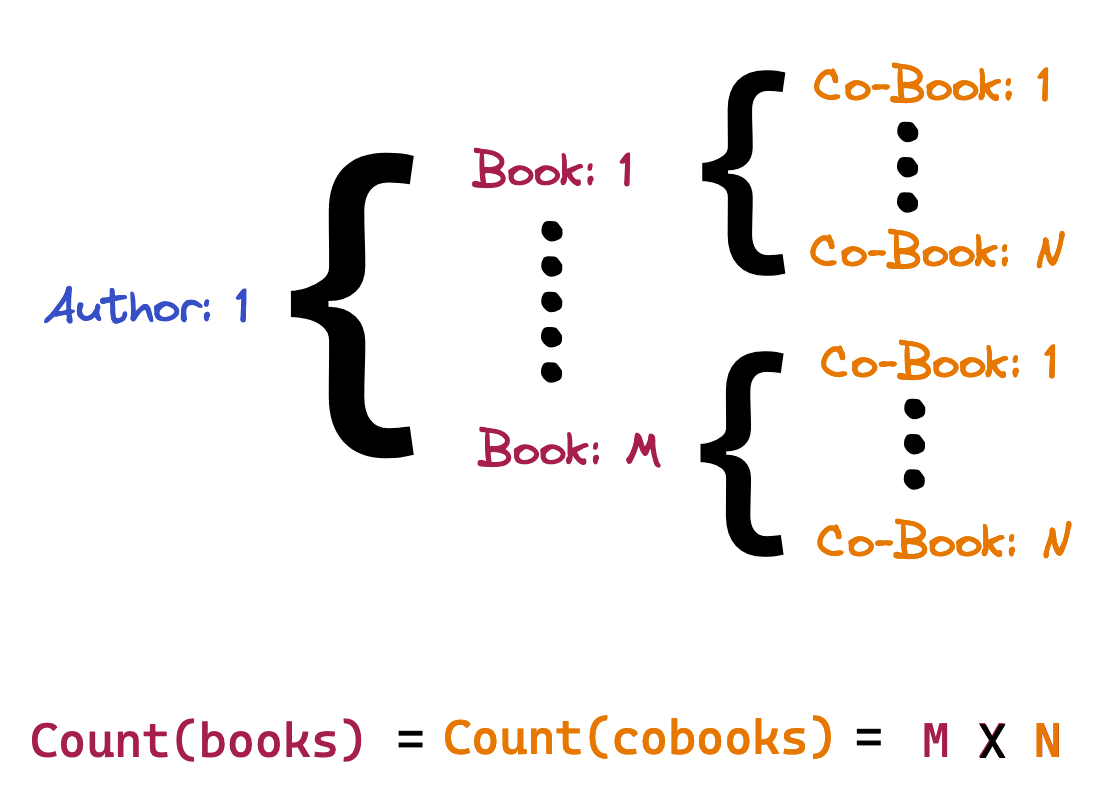 Co-Book: 1
Book: 1
Co-Book: N
Author: 1
Co-Book: 1
Book: M
Co-Book: N
Count(books) = Count(cobooks) = M X N